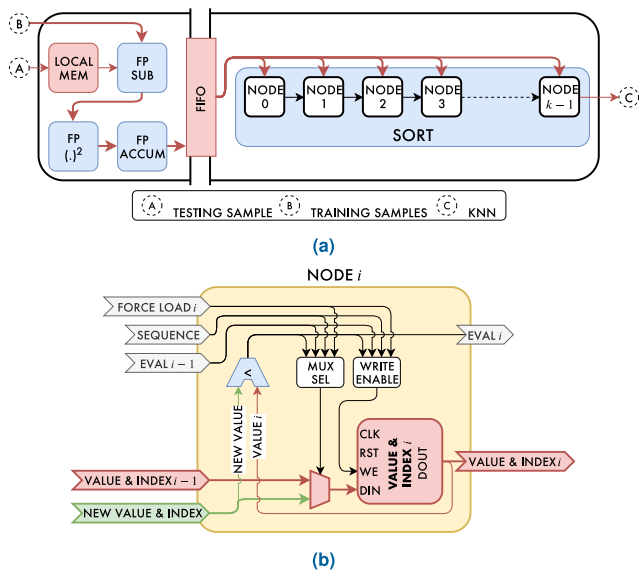 B
A
LOCAL
MEM
FP
SUB
FP
(.)²
FP
ACCUM
FIFO
NODE
0
NODE
1
NODE
2
NODE
3
NODE
k − 1
SORT
C
A TESTING SAMPLE B TRAINING SAMPLES C KNN
(a)
NODE i
FORCE LOAD i
SEQUENCE
EVAL i − 1
EVAL i
<
MUX
SEL
WRITE
ENABLE
NEW VALUE
VALUE i
CLK
RST
WE
DIN
VALUE &
INDEX i
DOUT
VALUE & INDEX i
VALUE & INDEX i − 1
NEW VALUE & INDEX
(b)